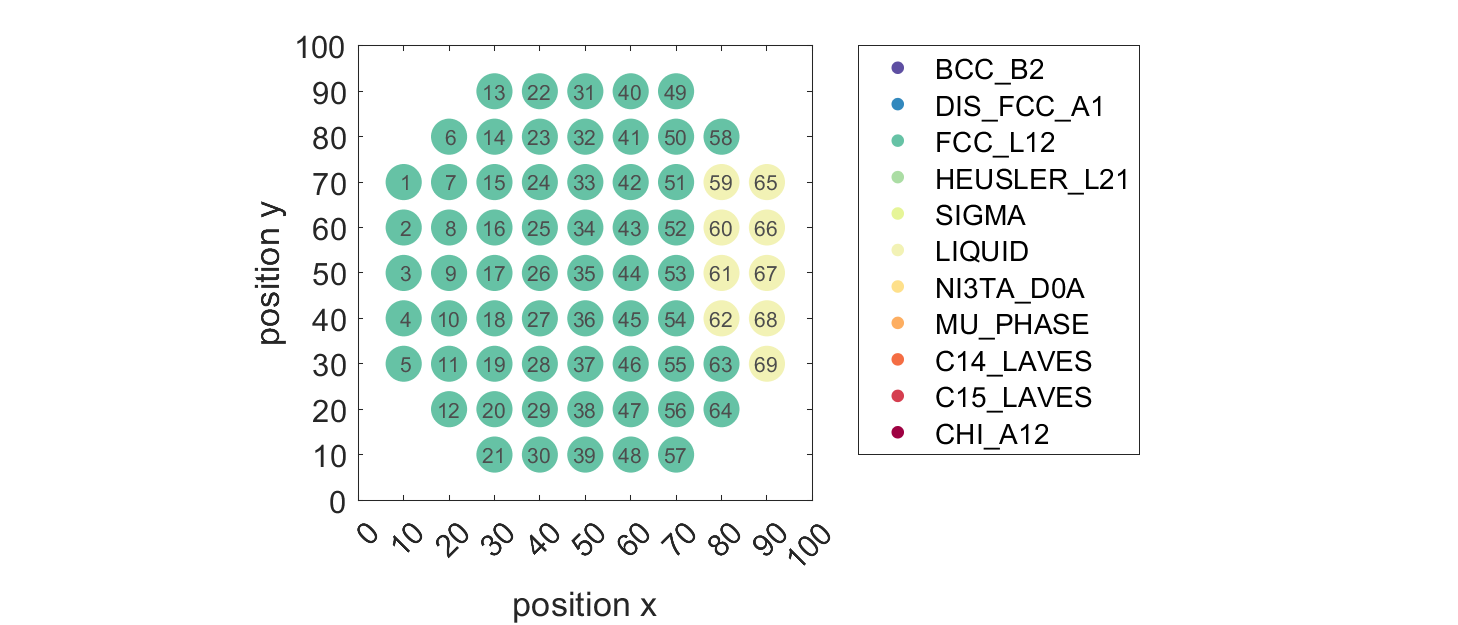 100
90
80
70
60
50
40
30
20
10
0
position y
13 22 31 40 49
6 14 23 32 41 50 58
1 7 15 24 33 42 51 59 65
2 8 16 25 34 43 52 60 66
3 9 17 26 35 44 53 61 67
4 10 18 27 36 45 54 62 68
5 11 19 28 37 46 55 63 69
12 20 29 38 47 56 64
21 30 39 48 57
0 10 20 30 40 50 60 70 80 90 100
position x
BCC_B2
DIS_FCC_A1
FCC_L12
HEUSLER_L21
SIGMA
LIQUID
NI3TA_D0A
MU_PHASE
C14_LAVES
C15_LAVES
CHI_A12